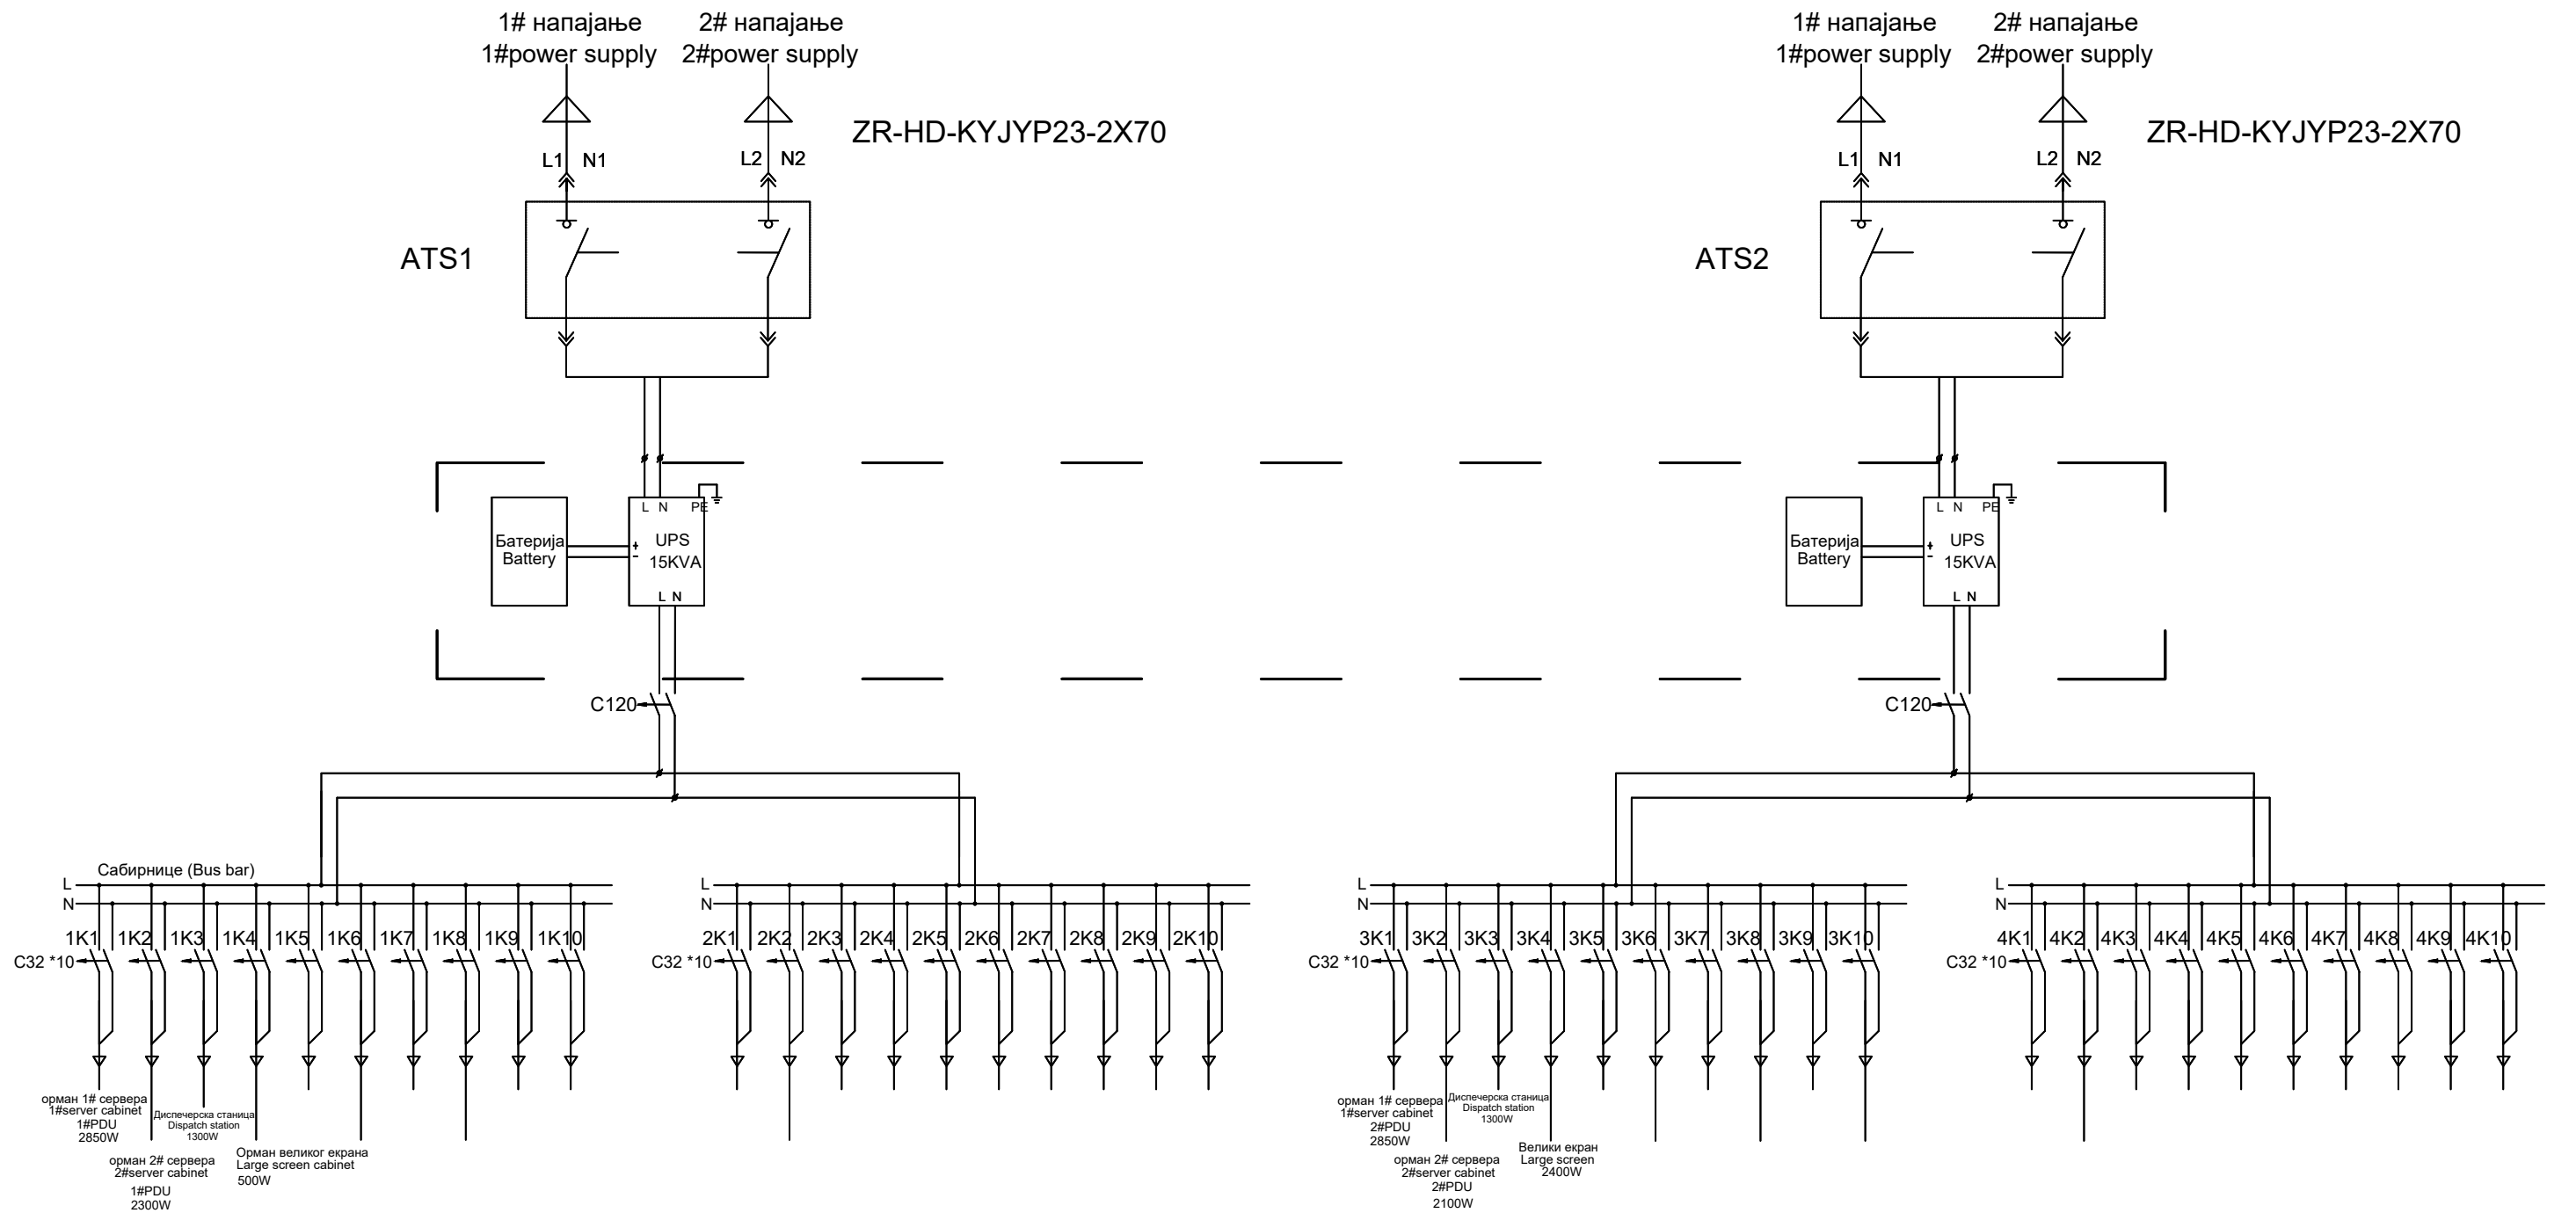 1# напајање
1#power supply
2# напајање
2#power supply
ZR-HD-KYJYP23-2X70
L1 N1
L2 N2
ATS1
1# напајање
1#power supply
2# напајање
2#power supply
ZR-HD-KYJYP23-2X70
L1 N1
L2 N2
ATS2
Батерија
Battery
L N PE
+
UPS
-
15KVA
L N
Батерија
Battery
L N PE
+
UPS
-
15KVA
L N
C120
C120
Сабирнице (Bus bar)
L
N
1K1 1K2 1K3 1K4 1K5 1K6 1K7 1K8 1K9 1K10
C32 *10
L
N
2K1 2K2 2K3 2K4 2K5 2K6 2K7 2K8 2K9 2K10
C32 *10
L
N
3K1 3K2 3K3 3K4 3K5 3K6 3K7 3K8 3K9 3K10
C32 *10
L
N
4K1 4K2 4K3 4K4 4K5 4K6 4K7 4K8 4K9 4K10
C32 *10
орман 1# сервера
1#server cabinet
1#PDU
2850W
орман 2# сервера
2#server cabinet
1#PDU
2300W
Диспечерска станица
Dispatch station
1300W
Орман великог екрана
Large screen cabinet
500W
орман 1# сервера
1#server cabinet
2#PDU
2850W
орман 2# сервера
2#server cabinet
2#PDU
2100W
Диспечерска станица
Dispatch station
1300W
Велики екран
Large screen
2400W